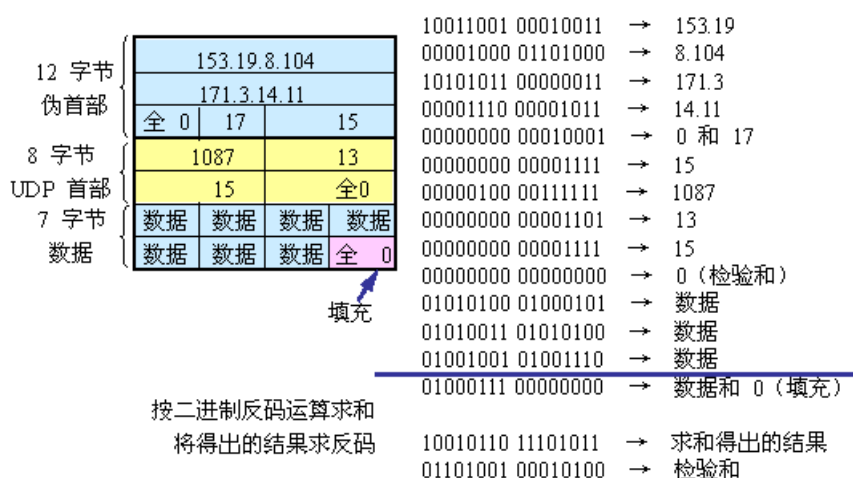 12 字节
伪首部
153.19.8.104
171.3.14.11
全 0 17 15
8 字节
UDP 首部
1087 13
15 全0
7 字节
数据
数据 数据 数据 数据
数据 数据 数据 全 0
填充
10011001 00010011 → 153.19
00001000 01101000 → 8.104
10101011 00000011 → 171.3
00001110 00001011 → 14.11
00000000 00010001 → 0 和 17
00000000 00001111 → 15
00000100 00111111 → 1087
00000000 00001101 → 13
00000000 00001111 → 15
00000000 00000000 → 0（检验和）
01010100 01000101 → 数据
01010011 01010100 → 数据
01001001 01001110 → 数据
01000111 00000000 → 数据和 0（填充）
按二进制反码运算求和
将得出的结果求反码
10010110 11101011 → 求和得出的结果
01101001 00010100 → 检验和